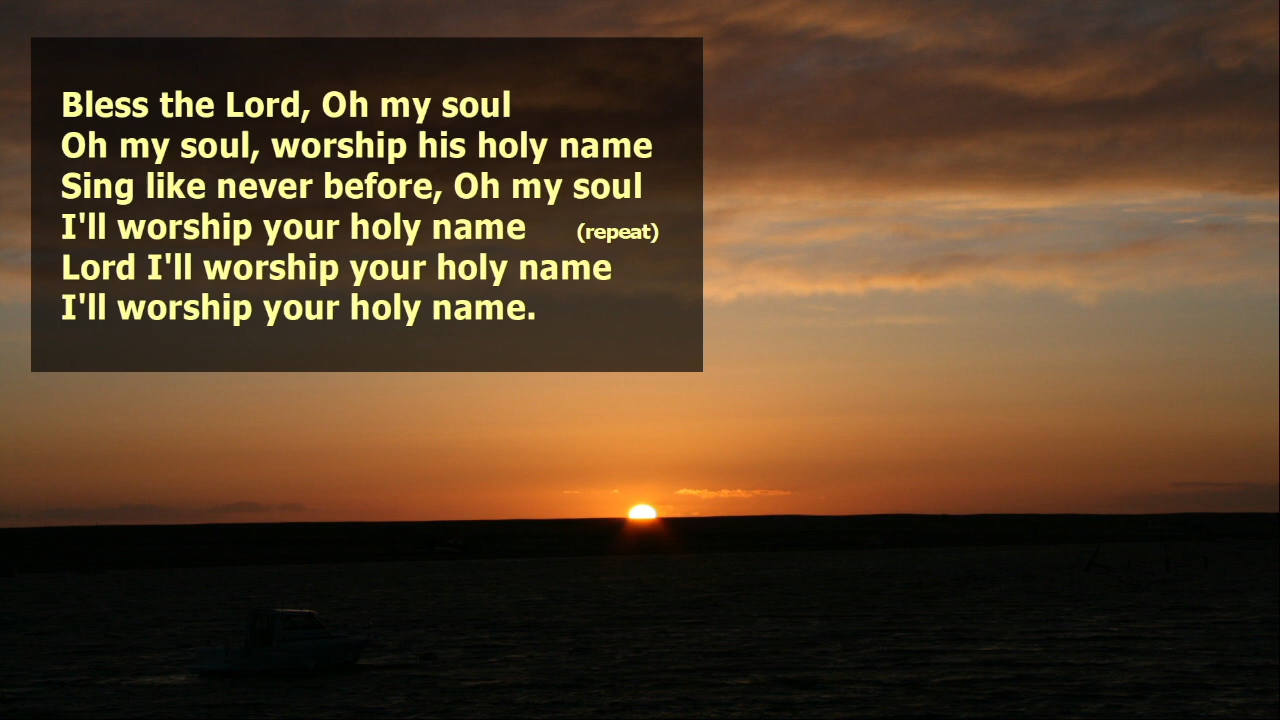 Bless the Lord, Oh my soul
Oh my soul, worship his holy name
Sing like never before, Oh my soul
I'll worship your holy name (repeat)
Lord I'll worship your holy name
I'll worship your holy name.